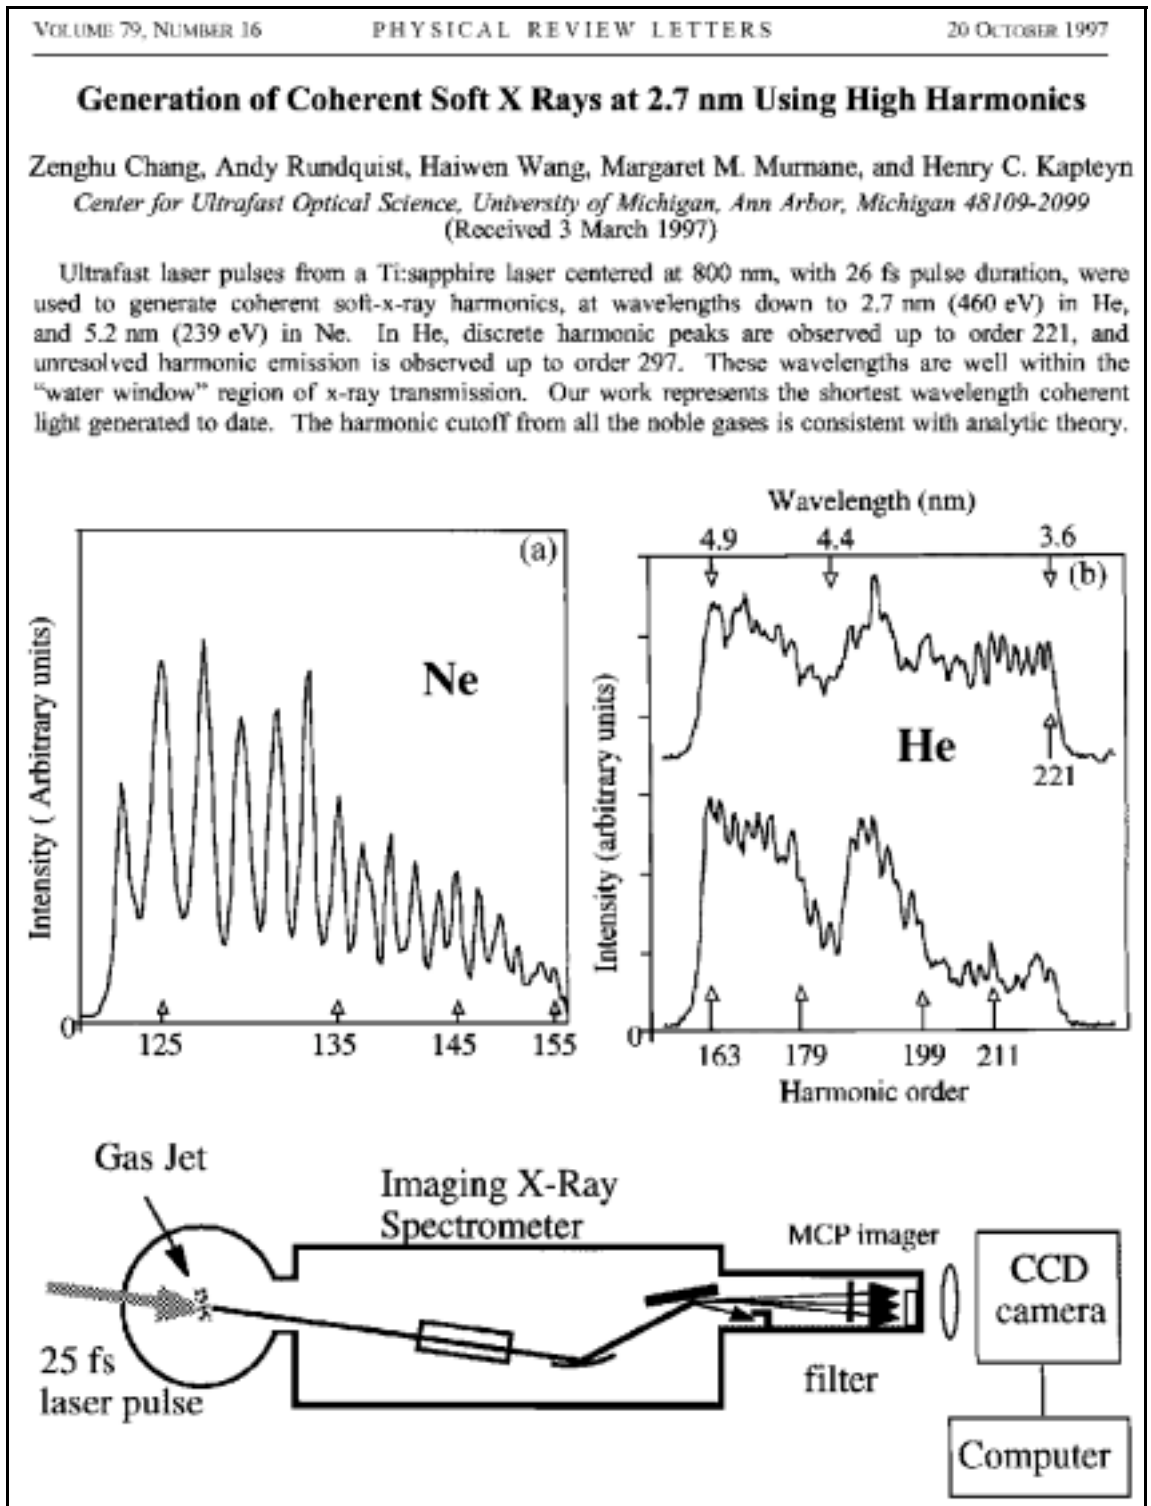 VOLUME 79, NUMBER 16 PHYSICAL REVIEW LETTERS 20 OCTOBER 1997
Generation of Coherent Soft X Rays at 2.7 nm Using High Harmonics
Zenghu Chang, Andy Rundquist, Haiwen Wang, Margaret M. Murnane, and Henry C. Kapteyn
Center for Ultrafast Optical Science, University of Michigan, Ann Arbor, Michigan 48109-2099
(Received 3 March 1997)
Ultrafast laser pulses from a Ti:sapphire laser centered at 800 nm, with 26 fs pulse duration, were
used to generate coherent soft-x-ray harmonics, at wavelengths down to 2.7 nm (460 eV) in He,
and 5.2 nm (239 eV) in Ne. In He, discrete harmonic peaks are observed up to order 221, and
unresolved harmonic emission is observed up to order 297. These wavelengths are well within the
"water window" region of x-ray transmission. Our work represents the shortest wavelength coherent
light generated to date. The harmonic cutoff from all the noble gases is consistent with analytic theory.
(a)
Ne
Intensity ( Arbitrary units)
0
125 135 145 155
Wavelength (nm)
4.9 4.4 3.6
(b)
He
221
Intensity (arbitrary units)
0
163 179 199 211
Harmonic order
Gas Jet
Imaging X-Ray
Spectrometer
MCP imager
CCD
camera
25 fs
laser pulse
filter
Computer